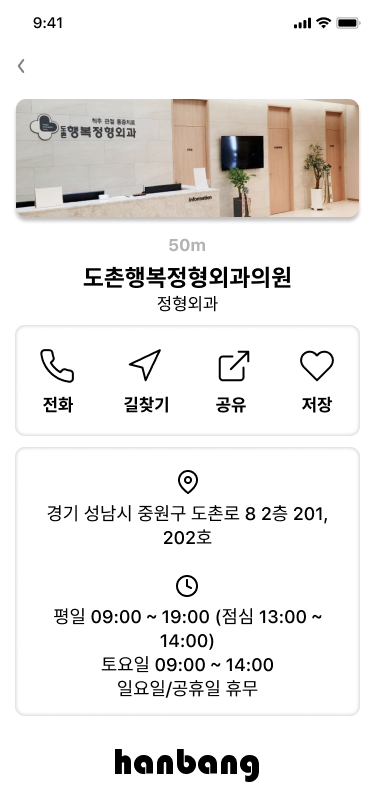 9:41
척추 관절 통증치료
도촌행복정형외과
Information
50m
도촌행복정형외과의원
정형외과
전화 길찾기 공유 저장
경기 성남시 중원구 도촌로 8 2층 201,
202호
평일 09:00 ~ 19:00 (점심 13:00 ~
14:00)
토요일 09:00 ~ 14:00
일요일/공휴일 휴무
hanbang